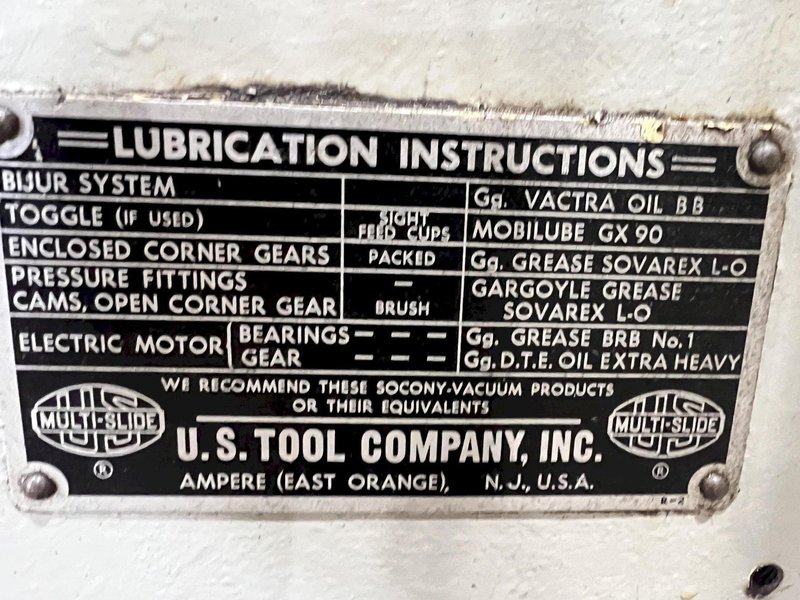 LUBRICATION INSTRUCTIONS
BIJUR SYSTEM Gg. VACTRA OIL BB
TOGGLE (IF USED) SIGHT FEED CUPS MOBILUBE GX 90
ENCLOSED CORNER GEARS PACKED Gg. GREASE SOVAREX L-O
PRESSURE FITTINGS — GARGOYLE GREASE
CAMS, OPEN CORNER GEAR BRUSH SOVAREX L-O
ELECTRIC MOTOR BEARINGS — — — Gg. GREASE BRB No. 1
GEAR — — — Gg. D.T.E. OIL EXTRA HEAVY
WE RECOMMEND THESE SOCONY-VACUUM PRODUCTS
OR THEIR EQUIVALENTS
US MULTI-SLIDE ®
U.S. TOOL COMPANY, INC.
US MULTI-SLIDE ®
AMPERE (EAST ORANGE), N.J., U.S.A.
R-2